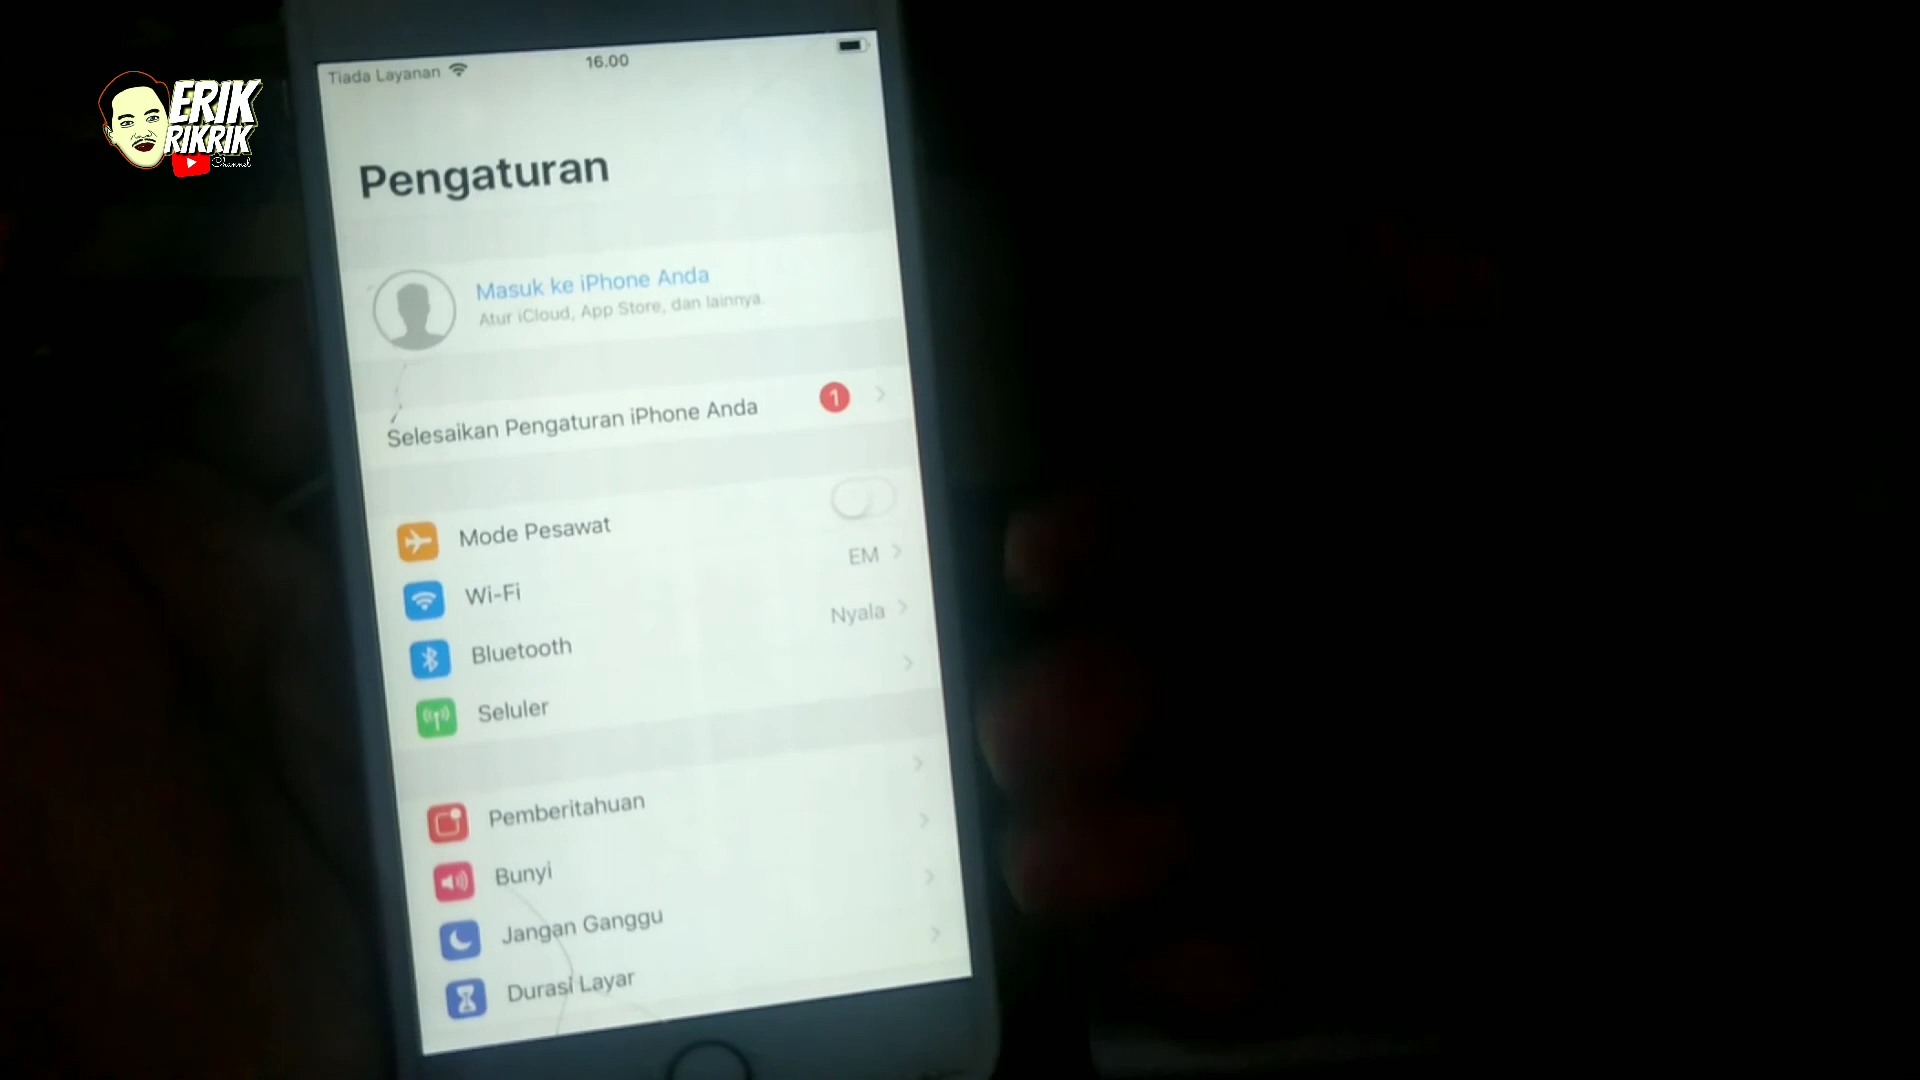 ERIK
RIKRIK
Channel
Tiada Layanan
16.00
Pengaturan
Masuk ke iPhone Anda
Atur iCloud, App Store, dan lainnya.
Selesaikan Pengaturan iPhone Anda
1
Mode Pesawat
Wi-Fi
EM
Bluetooth
Nyala
Seluler
Pemberitahuan
Bunyi
Jangan Ganggu
Durasi Layar